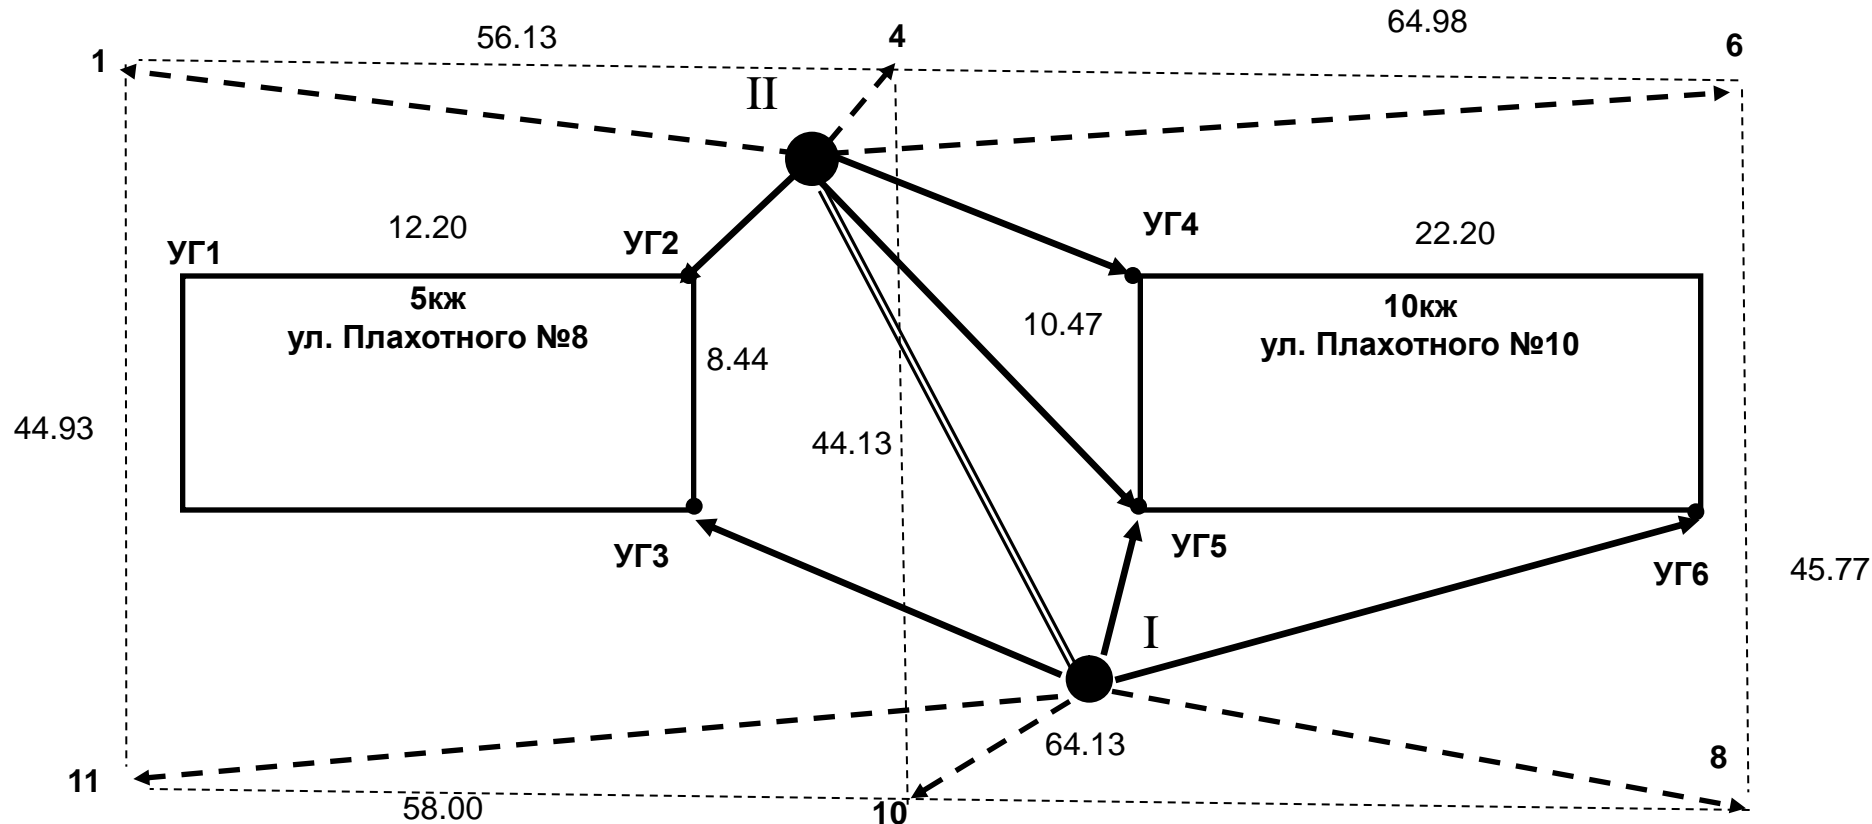 56.13
4
64.98
6
1
II
12.20
УГ1
УГ2
УГ4
22.20
5кж
ул. Плахотного №8
10.47
10кж
ул. Плахотного №10
8.44
44.93
44.13
УГ3
УГ5
УГ6
45.77
I
64.13
8
11
58.00
10